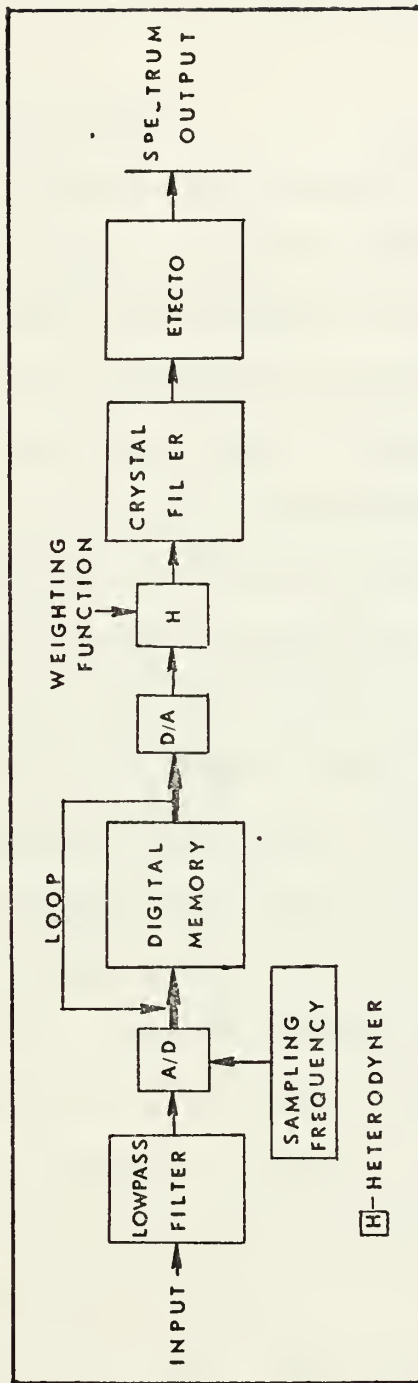 INPUT
LOWPASS
FILTER
A/D
SAMPLING
FREQUENCY
LOOP
DIGITAL
MEMORY
D/A
WEIGHTING
FUNCTION
H
CRYSTAL
FIL ER
ETECTO
SPE_TRUM
OUTPUT
H-HETERODYNER